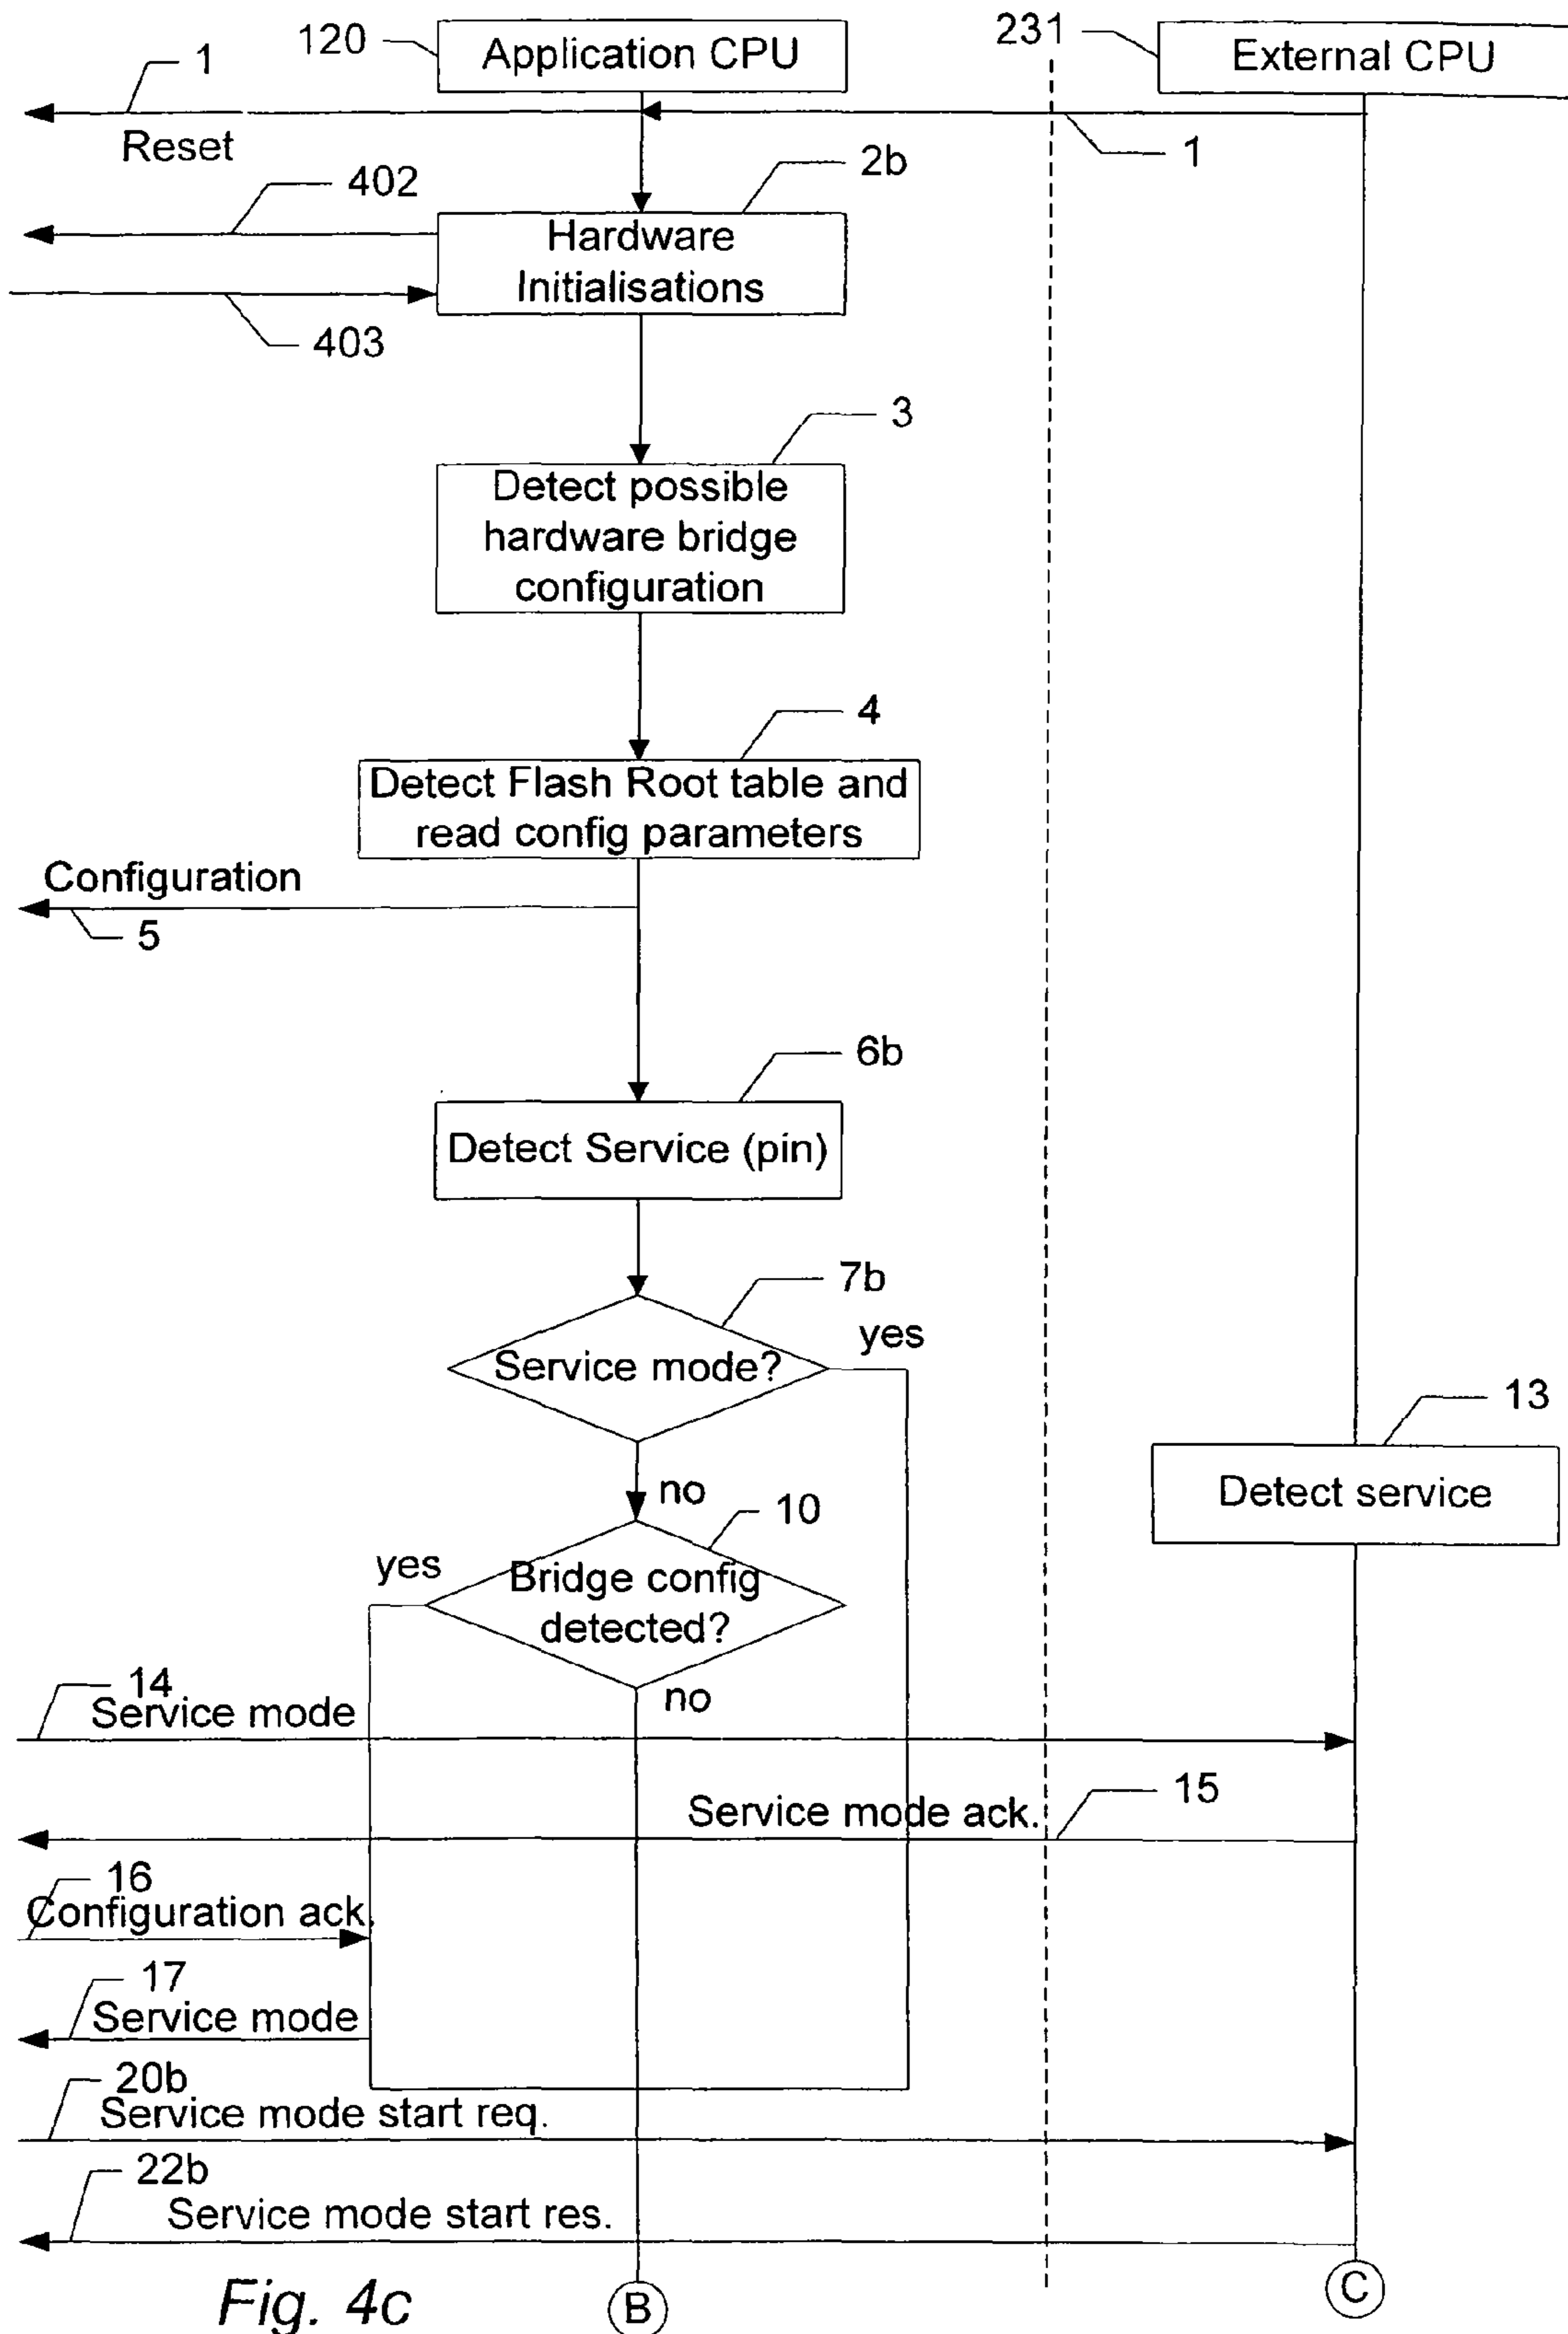 120
Application CPU
231
External CPU
1
Reset
1
2b
402
Hardware
Initialisations
403
3
Detect possible
hardware bridge
configuration
4
Detect Flash Root table and
read config parameters
Configuration
5
6b
Detect Service (pin)
7b
yes
Service mode?
13
no
Detect service
10
yes
Bridge config
detected?
14
no
Service mode
15
Service mode ack.
16
Configuration ack.
17
Service mode
20b
Service mode start req.
22b
Service mode start res.
Fig. 4c
B
C